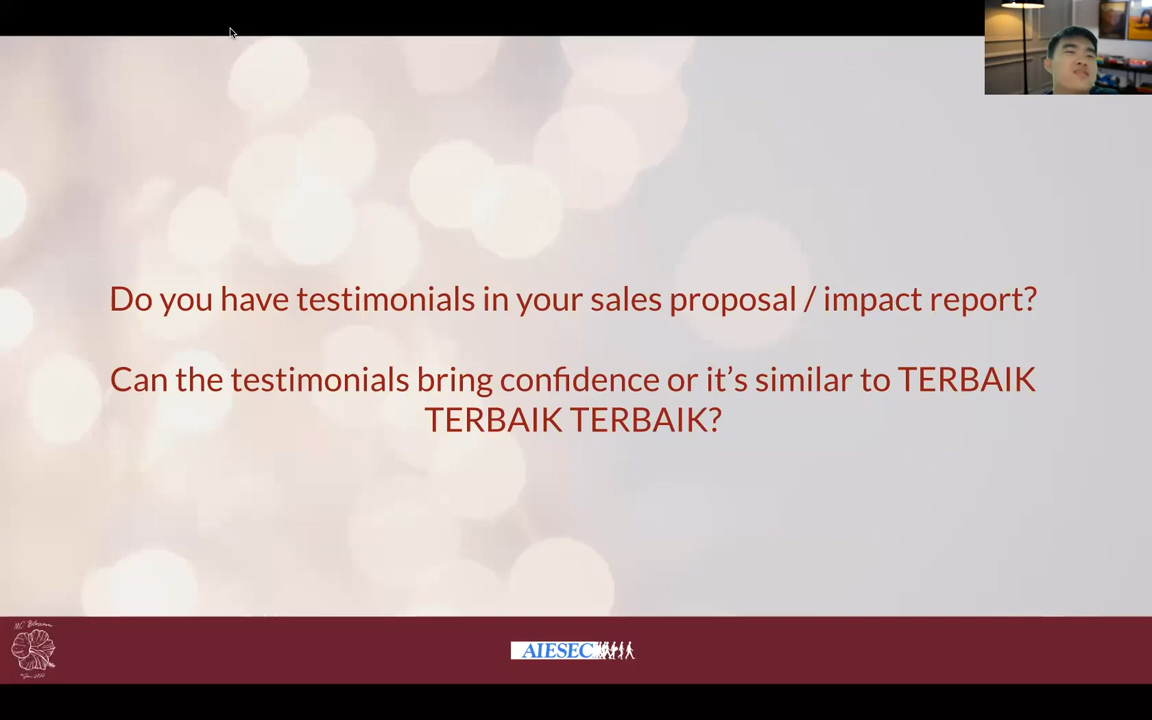 Do you have testimonials in your sales proposal / impact report?
Can the testimonials bring confidence or it's similar to TERBAIK
TERBAIK TERBAIK?
AIESEC